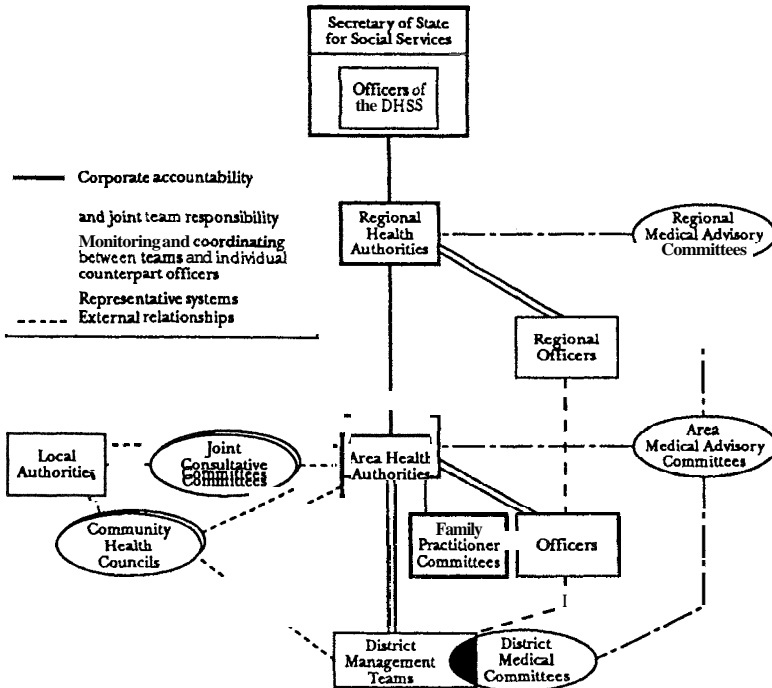 Secretary of State
for Social Services
Officers of
the DHSS
Corporate accountability
and joint team responsibility
Monitoring and coordinating
between teams and individual
counterpart officers
Representative systems
External relationships
Regional
Health
Authorities
Regional
Medical Advisory
Committees
Regional
Officers
Local
Authorities
Joint
Consultative
Committees
Committees
Area Health
Authorities
Area
Medical Advisory
Committees
Community
Health
Councils
Family
Practitioner
Committees
Officers
District
Management
Teams
District
Medical
Committees